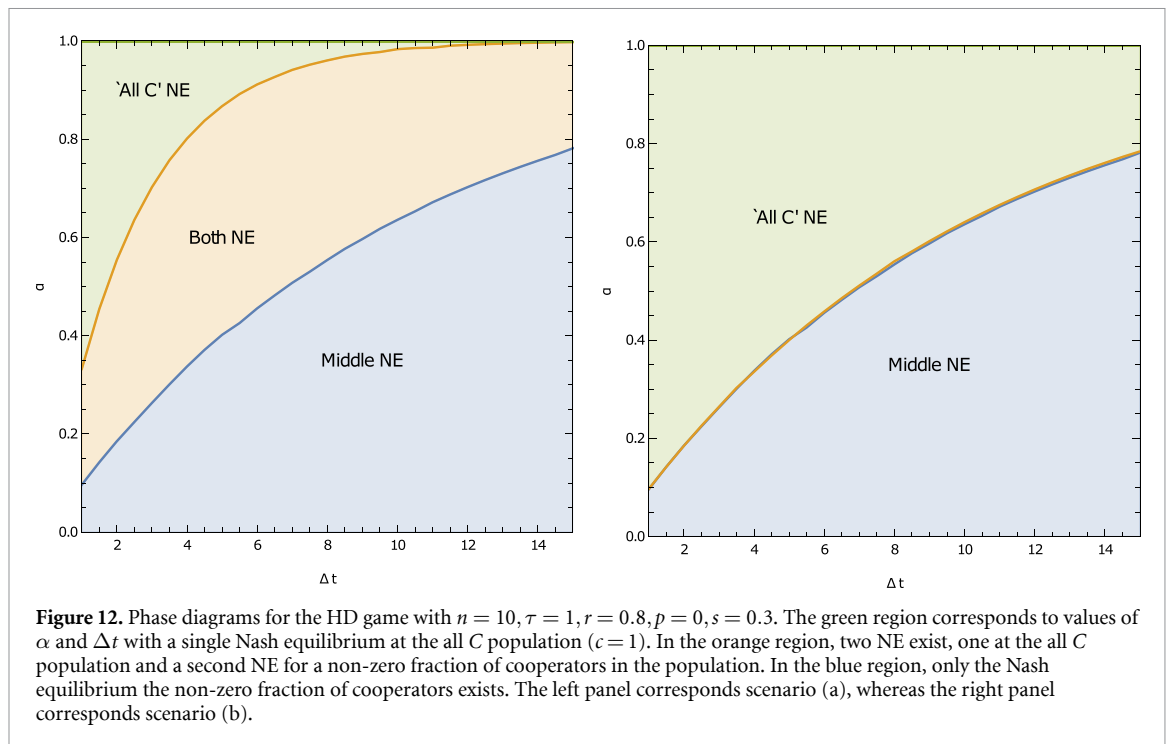 1.0
0.8
0.6
0.4
0.2
0.0
α
`All C' NE
Both NE
Middle NE
2 4 6 8 10 12 14
Δt
1.0
0.8
0.6
0.4
0.2
0.0
α
`All C' NE
Middle NE
2 4 6 8 10 12 14
Δt
Figure 12. Phase diagrams for the HD game with n = 10, τ = 1, r = 0.8, p = 0, s = 0.3. The green region corresponds to values of
α and Δt with a single Nash equilibrium at the all C population (c = 1). In the orange region, two NE exist, one at the all C
population and a second NE for a non-zero fraction of cooperators in the population. In the blue region, only the Nash
equilibrium the non-zero fraction of cooperators exists. The left panel corresponds scenario (a), whereas the right panel
corresponds scenario (b).